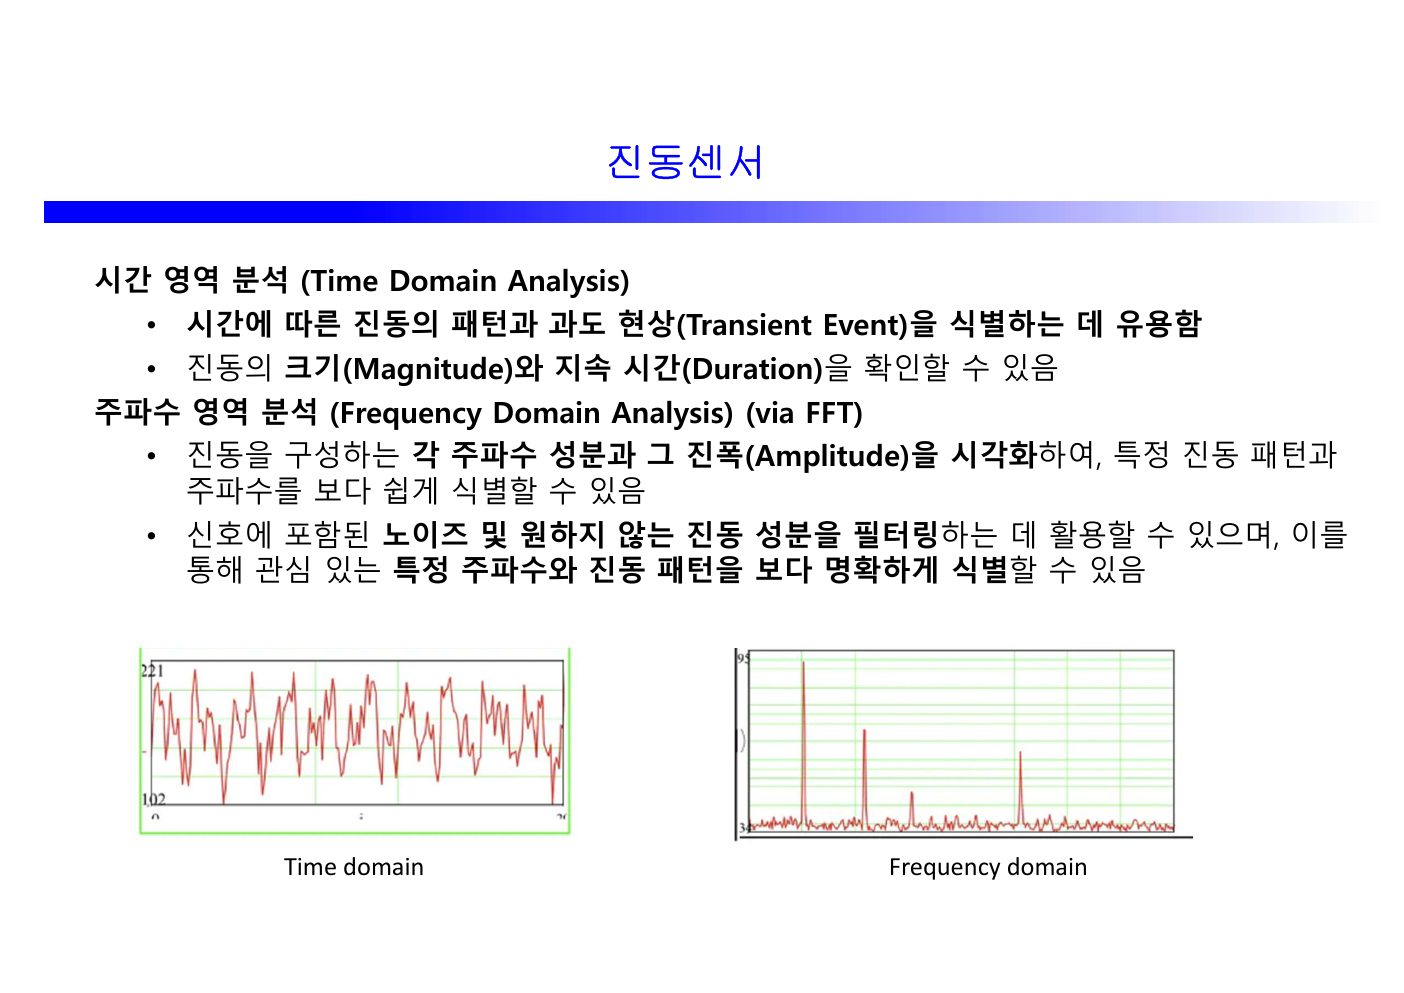 진동센서
시간 영역 분석 (Time Domain Analysis)
• 시간에 따른 진동의 패턴과 과도 현상(Transient Event)을 식별하는 데 유용함
• 진동의 크기(Magnitude)와 지속 시간(Duration)을 확인할 수 있음
주파수 영역 분석 (Frequency Domain Analysis) (via FFT)
• 진동을 구성하는 각 주파수 성분과 그 진폭(Amplitude)을 시각화하여, 특정 진동 패턴과
주파수를 보다 쉽게 식별할 수 있음
• 신호에 포함된 노이즈 및 원하지 않는 진동 성분을 필터링하는 데 활용할 수 있으며, 이를
통해 관심 있는 특정 주파수와 진동 패턴을 보다 명확하게 식별할 수 있음
221
102
95
34
Time domain
Frequency domain